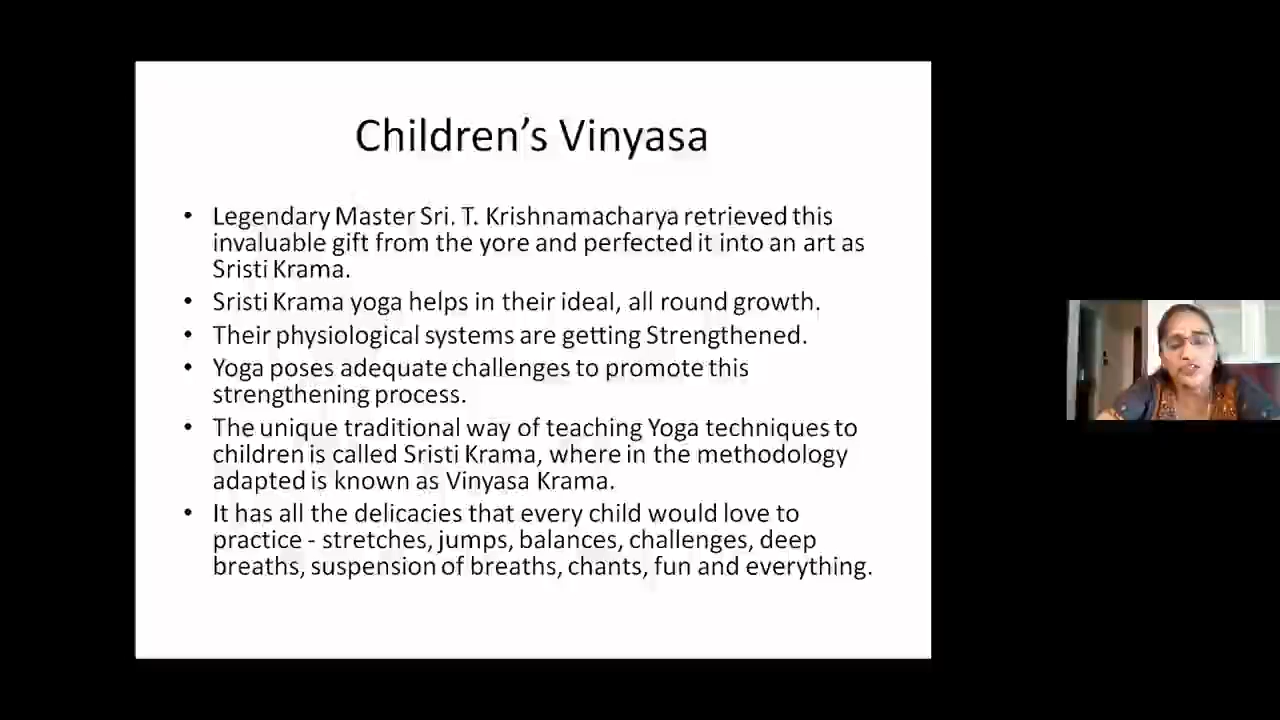 Children’s Vinyasa
• Legendary Master Sri. T. Krishnamacharya retrieved this
invaluable gift from the yore and perfected it into an art as
Sristi Krama.
• Sristi Krama yoga helps in their ideal, all round growth.
• Their physiological systems are getting Strengthened.
• Yoga poses adequate challenges to promote this
strengthening process.
• The unique traditional way of teaching Yoga techniques to
children is called Sristi Krama, where in the methodology
adapted is known as Vinyasa Krama.
• It has all the delicacies that every child would love to
practice - stretches, jumps, balances, challenges, deep
breaths, suspension of breaths, chants, fun and everything.